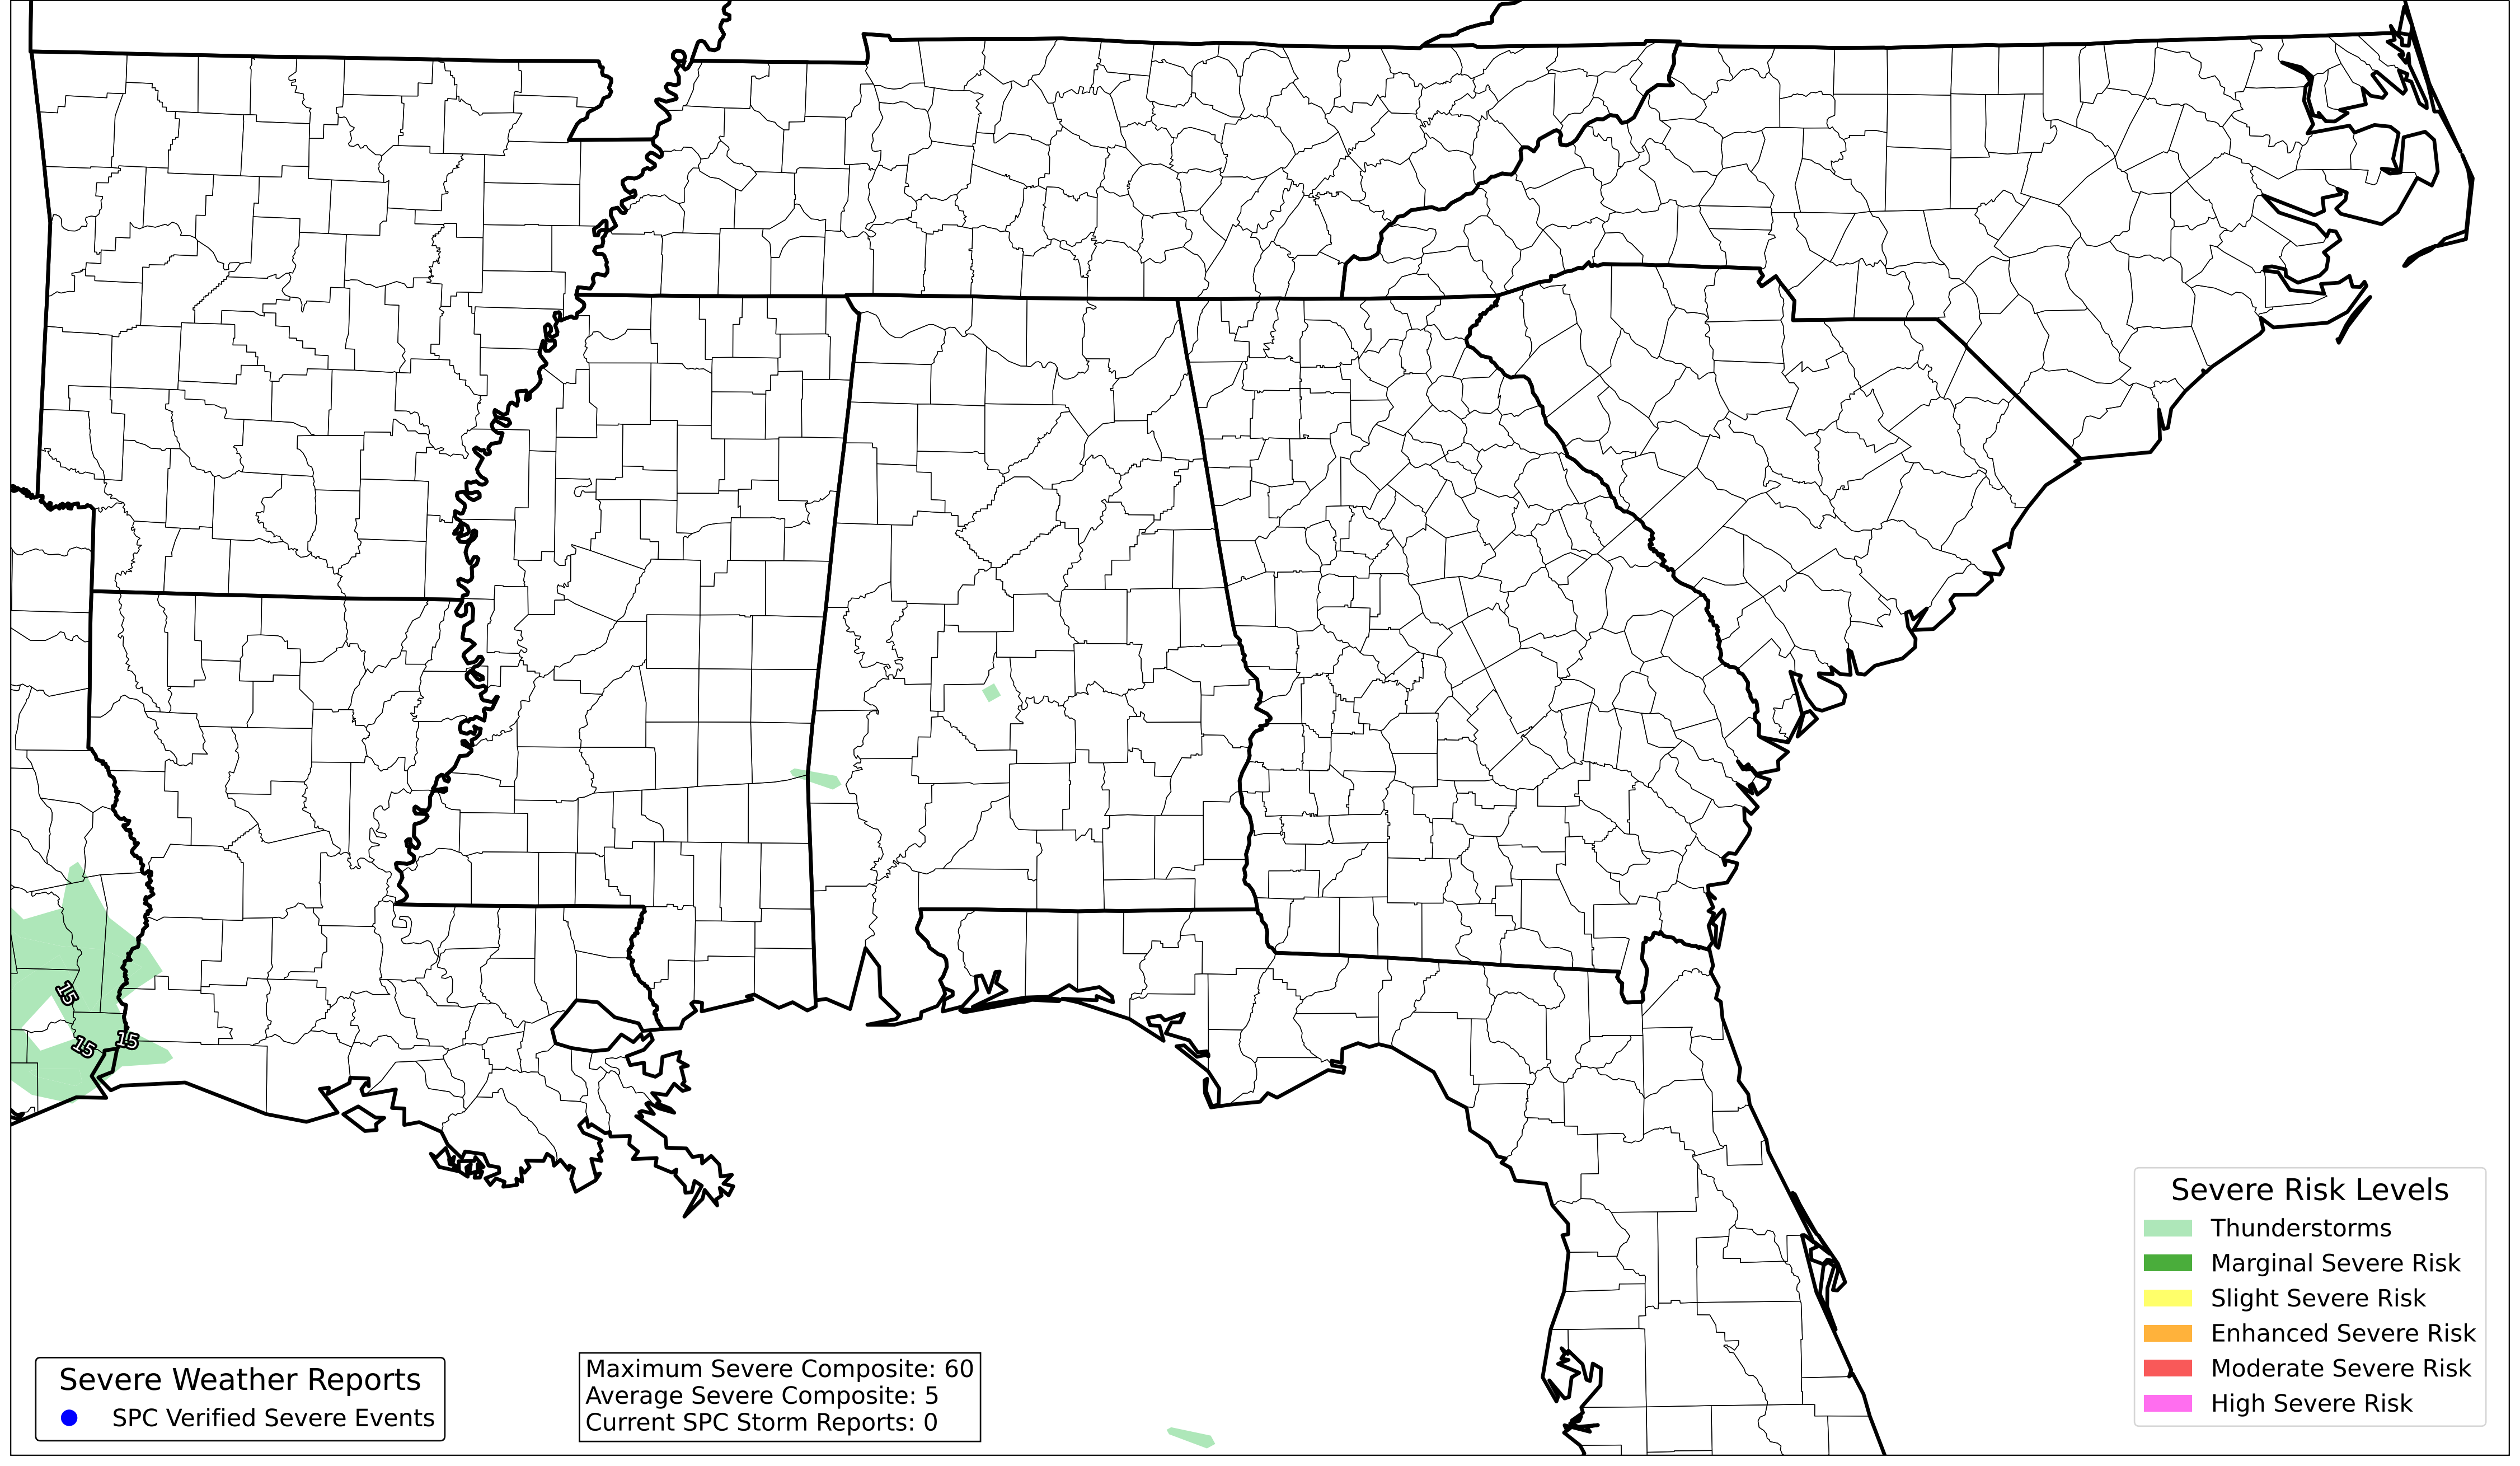 15
15
15
Severe Risk Levels
Thunderstorms
Marginal Severe Risk
Slight Severe Risk
Enhanced Severe Risk
Moderate Severe Risk
High Severe Risk
Severe Weather Reports
SPC Verified Severe Events
Maximum Severe Composite: 60
Average Severe Composite: 5
Current SPC Storm Reports: 0